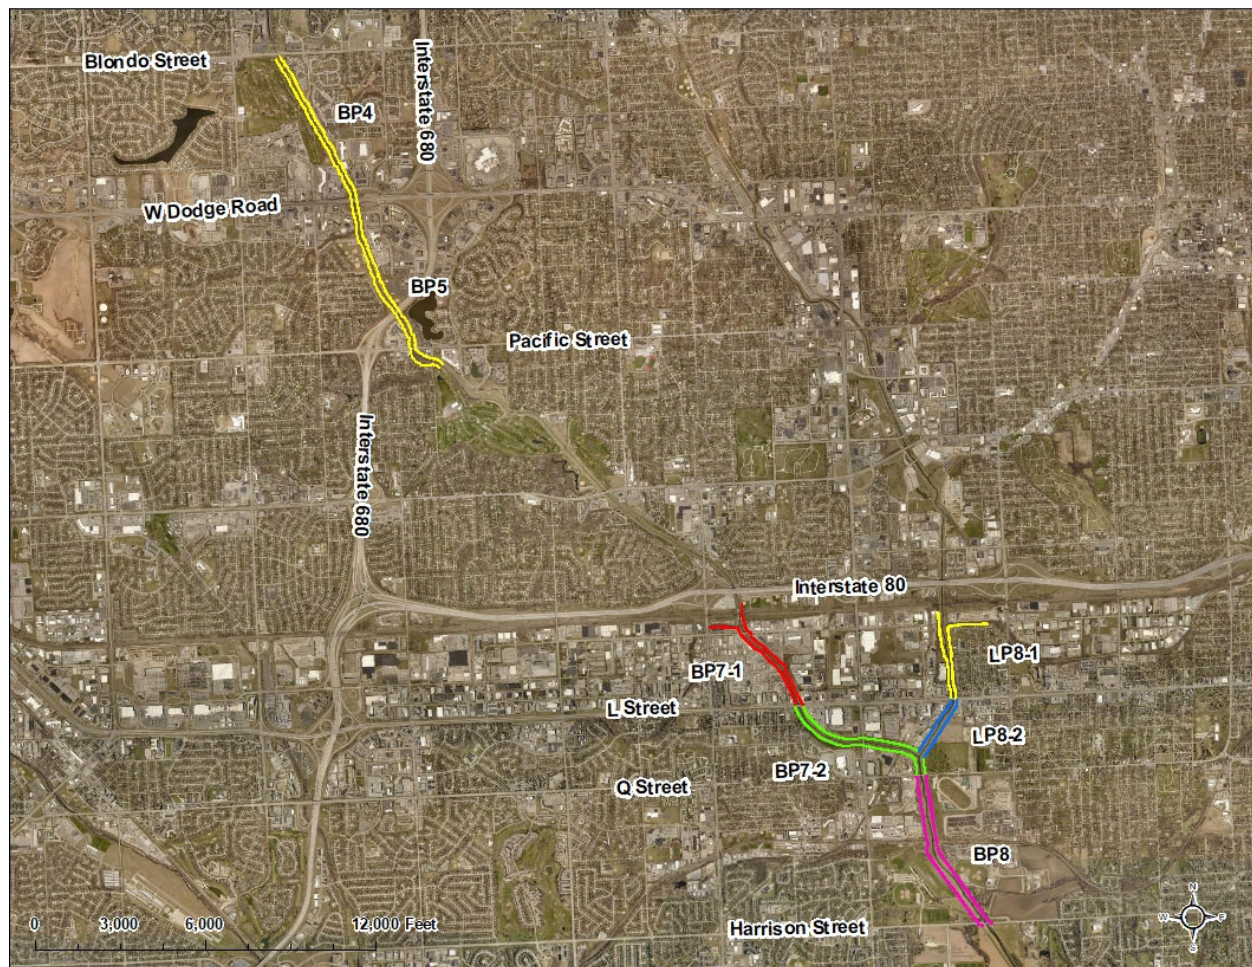 Blondo Street
Interstate 680
BP4
W Dodge Road
BP5
Pacific Street
Interstate 680
Interstate 80
BP7-1
LP8-1
L Street
LP8-2
BP7-2
Q Street
BP8
Harrison Street
0 3,000 6,000 12,000 Feet
N
W E
S